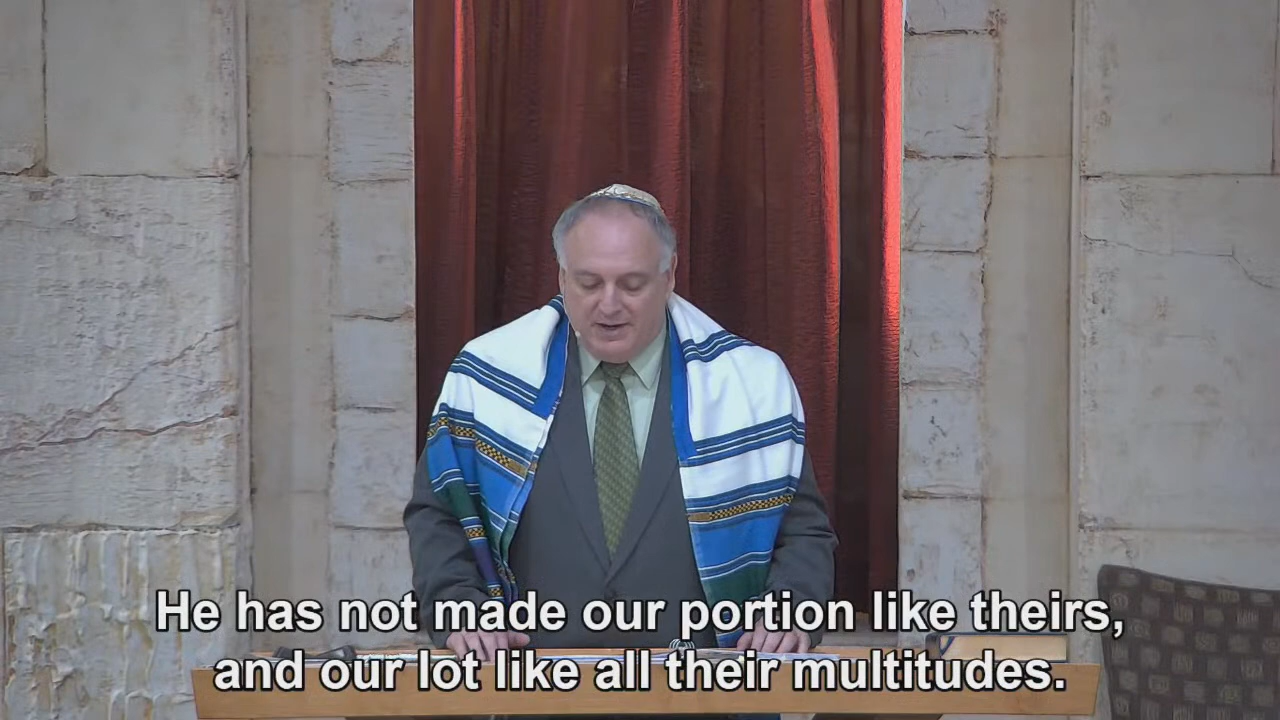 He has not made our portion like theirs,
and our lot like all their multitudes.